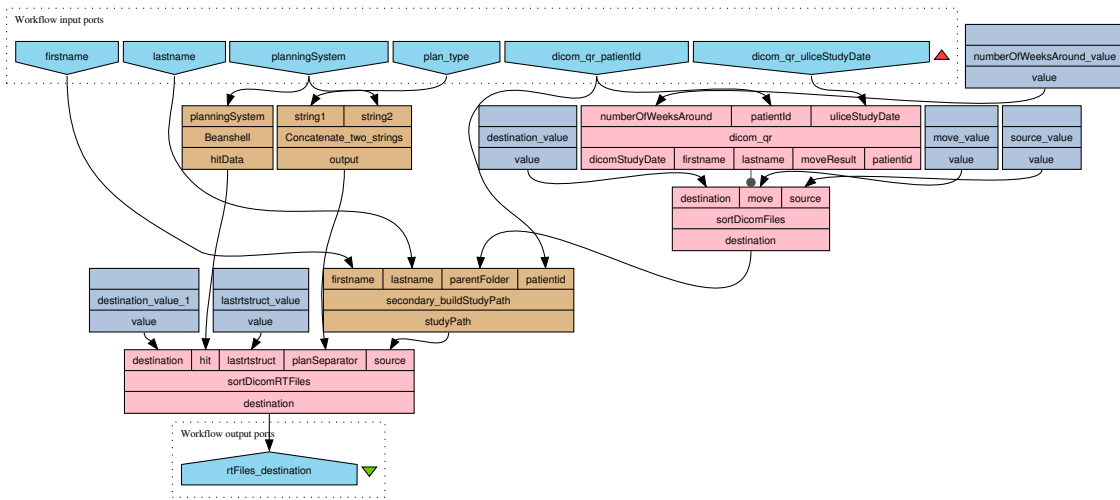 Workflow input ports
firstname
lastname
planningSystem
plan_type
dicom_qr_patientId
dicom_qr_uliceStudyDate
numberOfWeeksAround_value
value
planningSystem
Beanshell
hitData
string1 string2
Concatenate_two_strings
output
destination_value
value
numberOfWeeksAround patientId uliceStudyDate
dicom_qr
dicomStudyDate firstname lastname moveResult patientid
move_value
value
source_value
value
destination move source
sortDicomFiles
destination
destination_value_1
value
lastrtstruct_value
value
firstname lastname parentFolder patientid
secondary_buildStudyPath
studyPath
destination hit lastrtstruct planSeparator source
sortDicomRTFiles
destination
Workflow output ports
rtFiles_destination